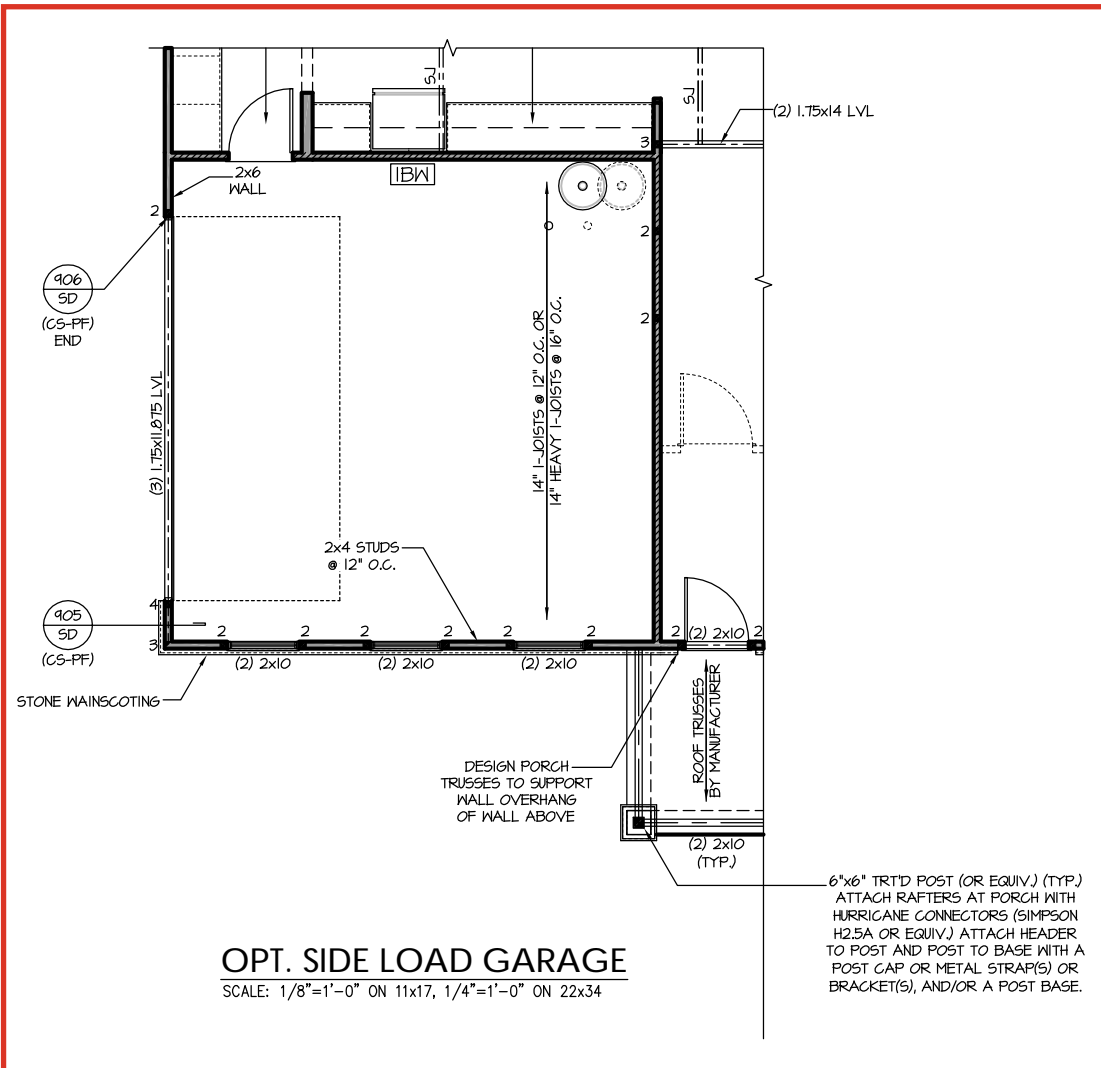 SJ
SJ
(2) 1.75x14 LVL
3
IBW
2x6
WALL
2
2
906
SD
(CS-PF)
END
2
14" I-JOISTS @ 12" O.C. OR
14" HEAVY I-JOISTS @ 16" O.C.
(3) 1.75x11.875 LVL
2x4 STUDS
@ 12" O.C.
4
905
SD
(CS-PF)
3
2
2
2
2
2
2
2
(2) 2x10
2
(2) 2x10
(2) 2x10
(2) 2x10
STONE WAINSCOTING
ROOF TRUSSES
BY MANUFACTURER
DESIGN PORCH
TRUSSES TO SUPPORT
WALL OVERHANG
OF WALL ABOVE
(2) 2x10
(TYP.)
6"x6" TRT'D POST (OR EQUIV.) (TYP.)
ATTACH RAFTERS AT PORCH WITH
HURRICANE CONNECTORS (SIMPSON
H2.5A OR EQUIV.) ATTACH HEADER
TO POST AND POST TO BASE WITH A
POST CAP OR METAL STRAP(S) OR
BRACKET(S), AND/OR A POST BASE.
OPT. SIDE LOAD GARAGE
SCALE: 1/8"=1'-0" ON 11x17, 1/4"=1'-0" ON 22x34